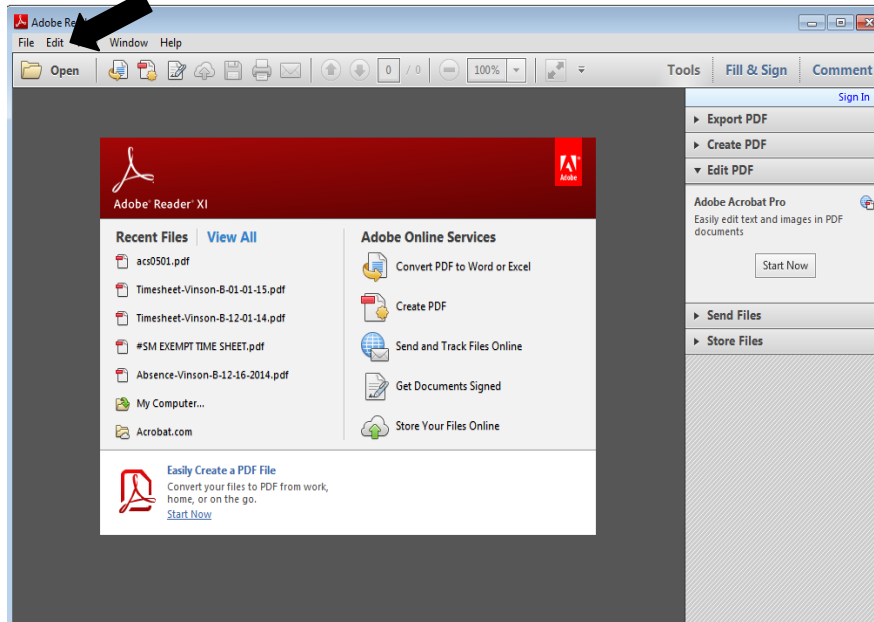 Adobe Re
File Edit Window Help
Open 0 / 0 100% Tools Fill & Sign Comment
Sign In
Export PDF
Create PDF
Edit PDF
Adobe Acrobat Pro
Easily edit text and images in PDF
documents
Start Now
Send Files
Store Files
Adobe
Adobe® Reader® XI
Recent Files View All
acs0501.pdf
Timesheet-Vinson-B-01-01-15.pdf
Timesheet-Vinson-B-12-01-14.pdf
#SM EXEMPT TIME SHEET.pdf
Absence-Vinson-B-12-16-2014.pdf
My Computer...
Acrobat.com
Adobe Online Services
Convert PDF to Word or Excel
Create PDF
Send and Track Files Online
Get Documents Signed
Store Your Files Online
Easily Create a PDF File
Convert your files to PDF from work,
home, or on the go.
Start Now